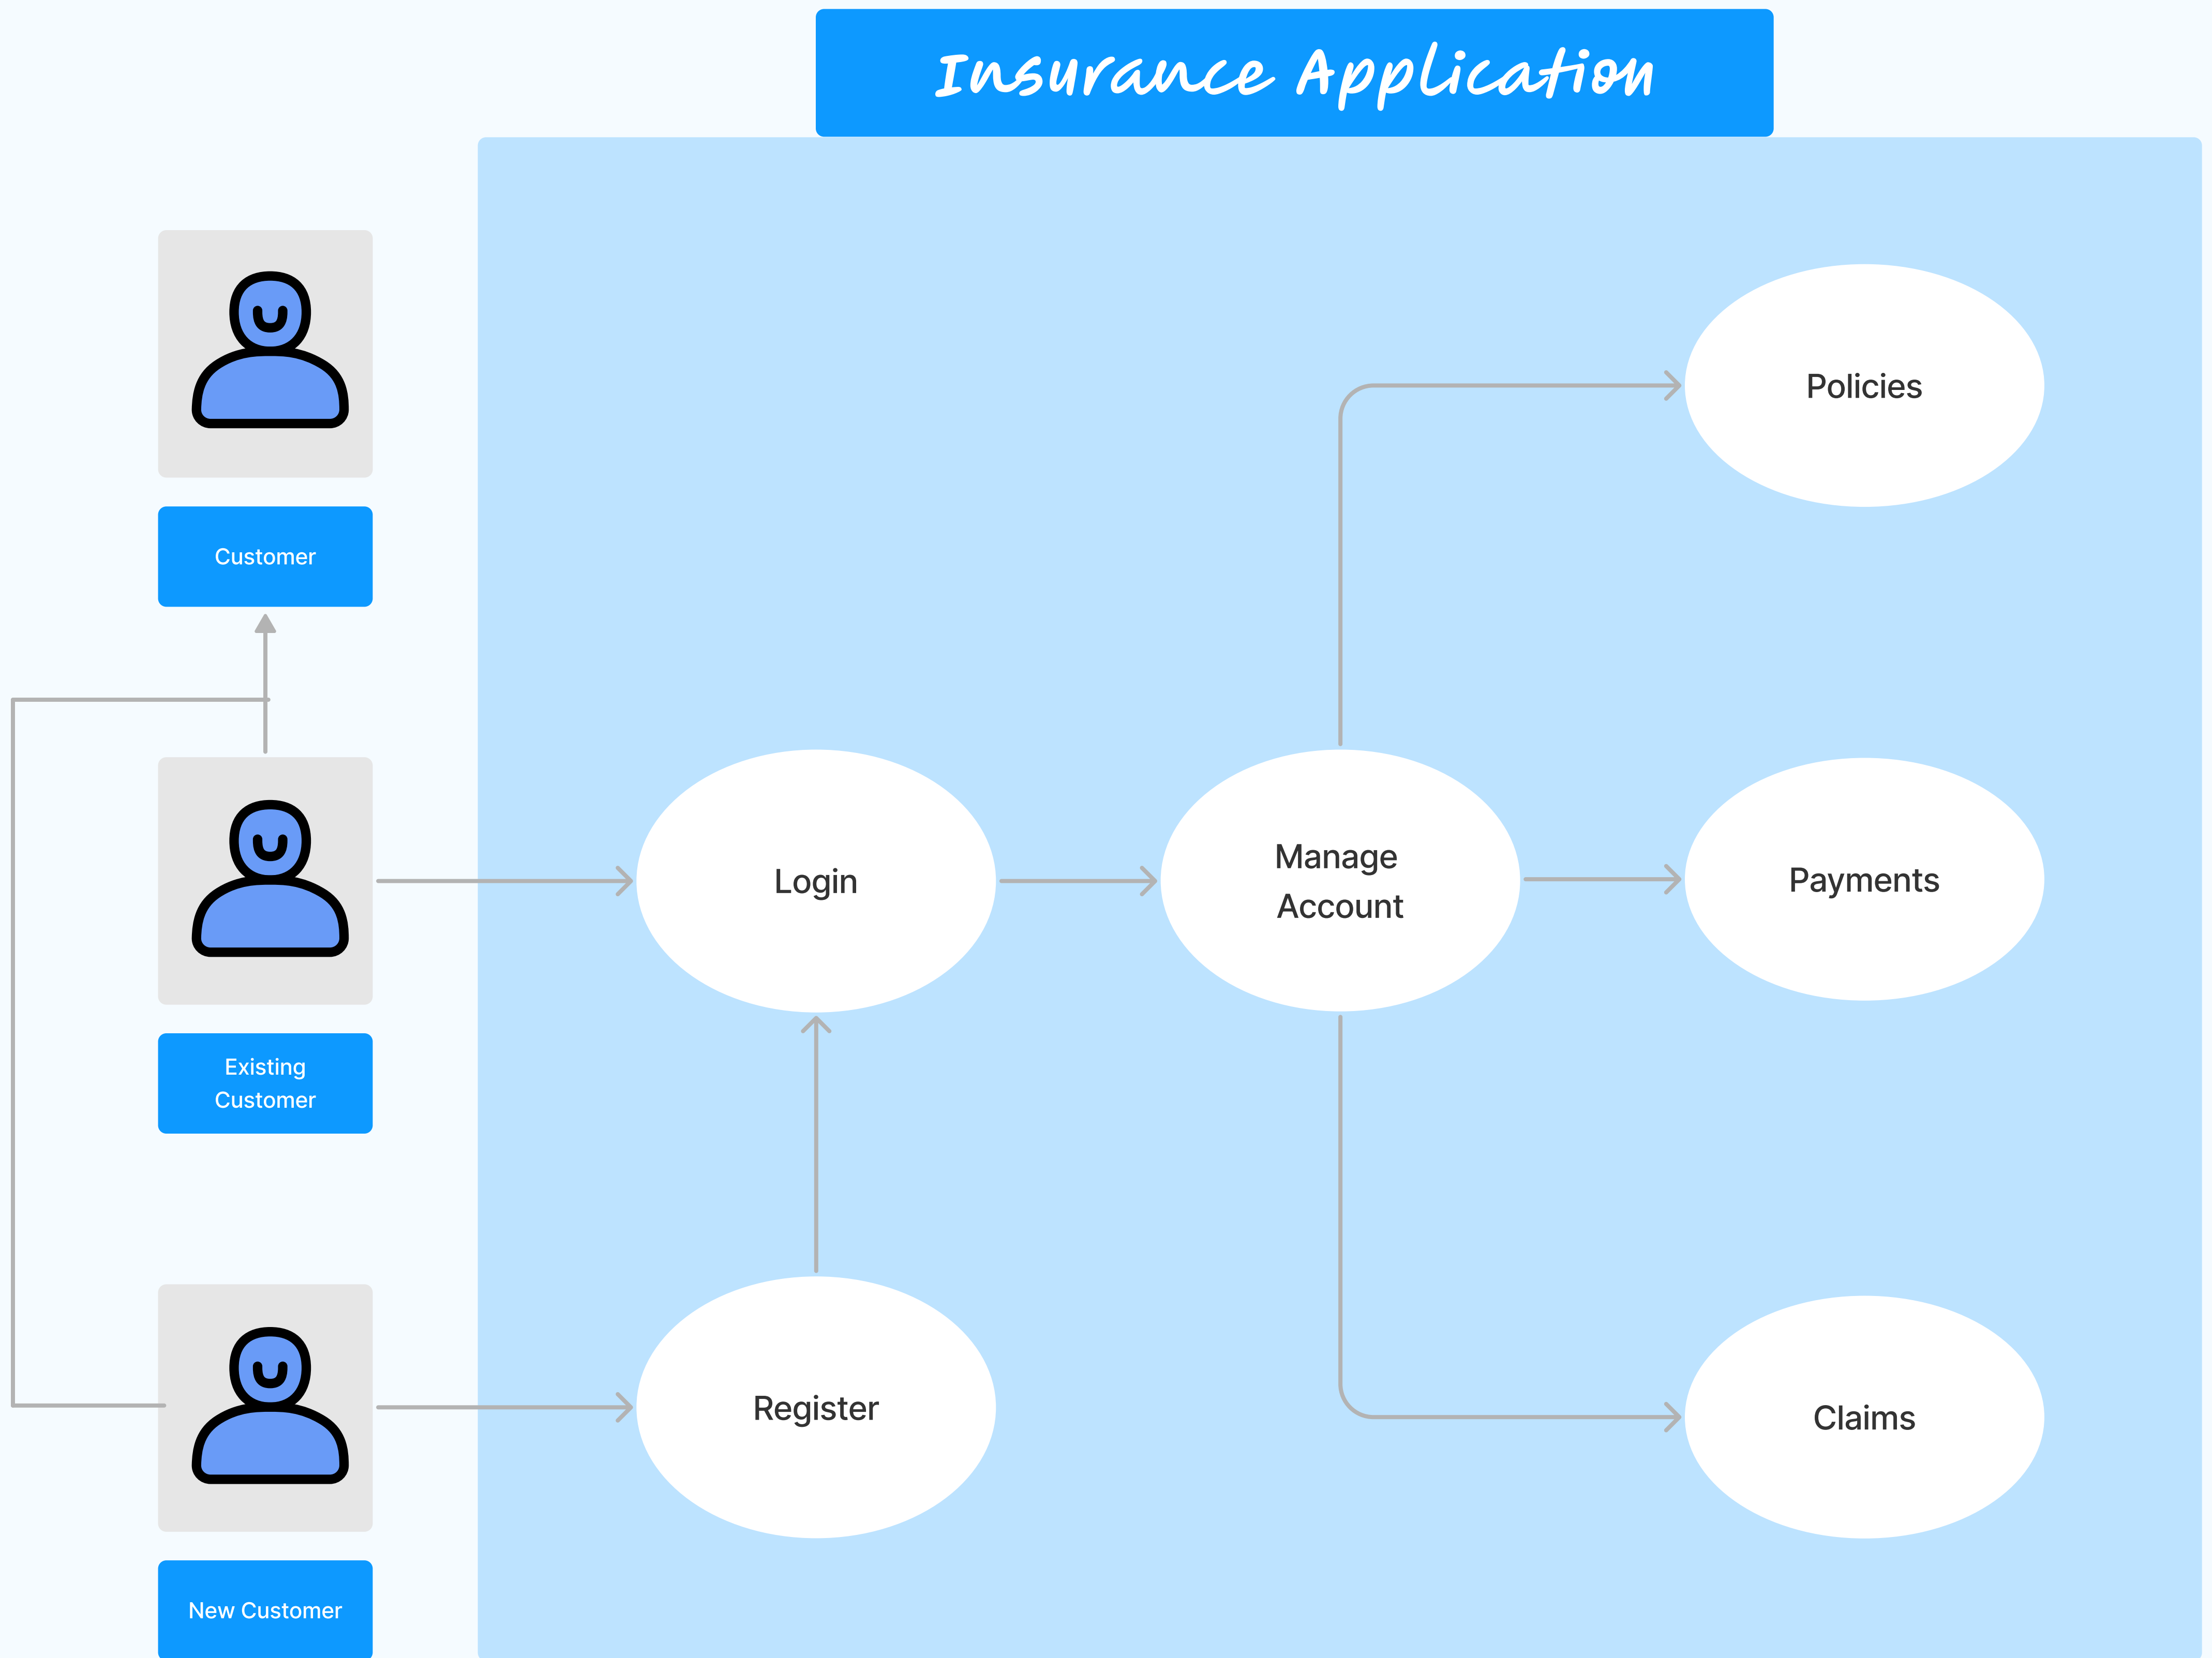 Insurance Application
Policies
Customer
Login
Manage
Account
Payments
Existing
Customer
Register
Claims
New Customer